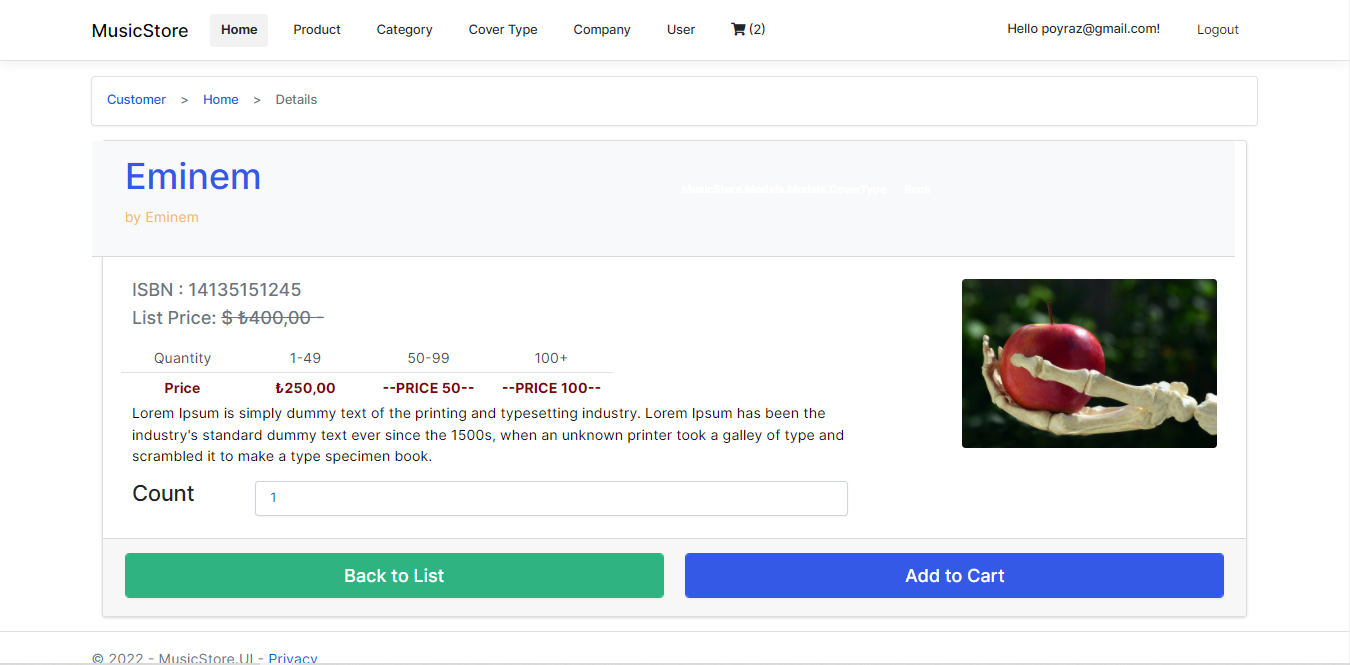 MusicStore Home Product Category Cover Type Company User (2) Hello poyraz@gmail.com! Logout
Customer > Home > Details
Eminem
MusicStore.Models.Models.CoverType Rock
by Eminem
ISBN : 14135151245
List Price: $ ₺400,00
Quantity 1-49 50-99 100+
Price ₺250,00 --PRICE 50-- --PRICE 100--
Lorem Ipsum is simply dummy text of the printing and typesetting industry. Lorem Ipsum has been the
industry's standard dummy text ever since the 1500s, when an unknown printer took a galley of type and
scrambled it to make a type specimen book.
Count 1
Back to List Add to Cart
© 2022 - MusicStore.UI - Privacy